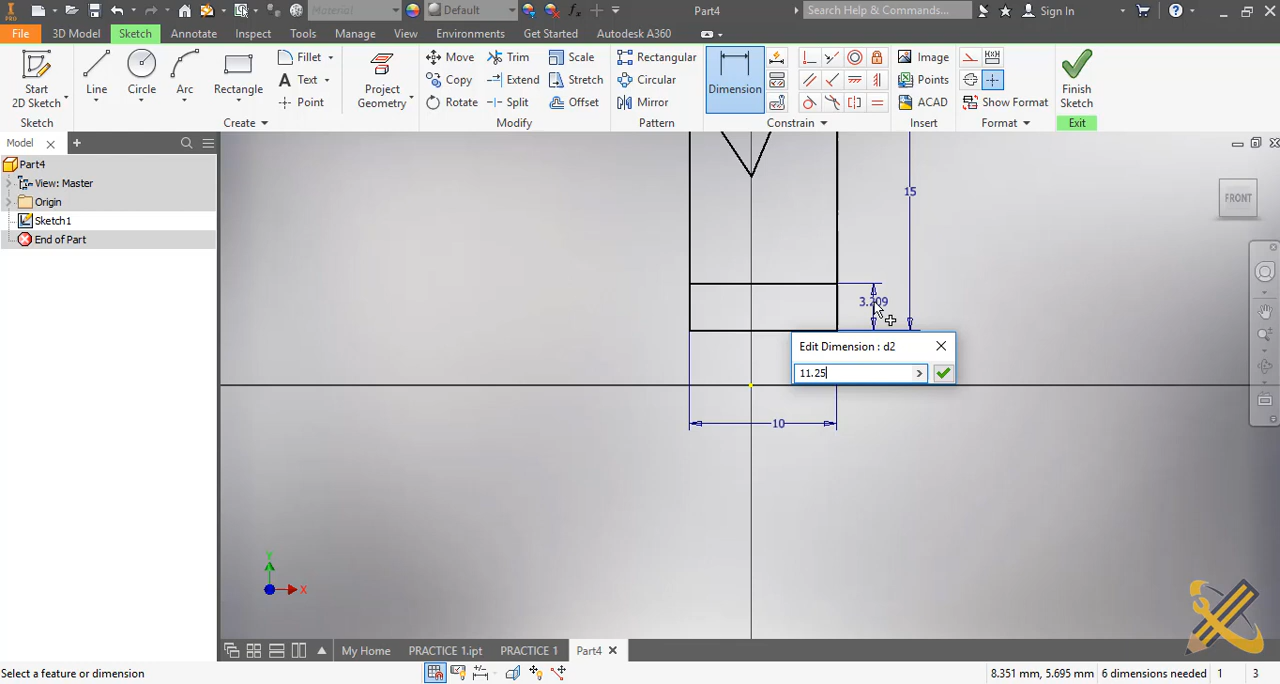 PRO
Material
Default
Part4
Search Help & Commands...
Sign In
File
3D Model
Sketch
Annotate
Inspect
Tools
Manage
View
Environments
Get Started
Autodesk A360
Start
2D Sketch
Line
Circle
Arc
Rectangle
Fillet
Text
Point
Project
Geometry
Move
Copy
Rotate
Trim
Extend
Split
Scale
Stretch
Offset
Rectangular
Circular
Mirror
Dimension
Image
Points
ACAD
Show Format
Finish
Sketch
Sketch
Create
Modify
Pattern
Constrain
Insert
Format
Exit
Model
Part4
View: Master
Origin
Sketch1
End of Part
FRONT
15
3.209
Edit Dimension : d2
11.25
10
Y
X
My Home
PRACTICE 1.ipt
PRACTICE 1
Part4
Select a feature or dimension
8.351 mm, 5.695 mm
6 dimensions needed
1
3